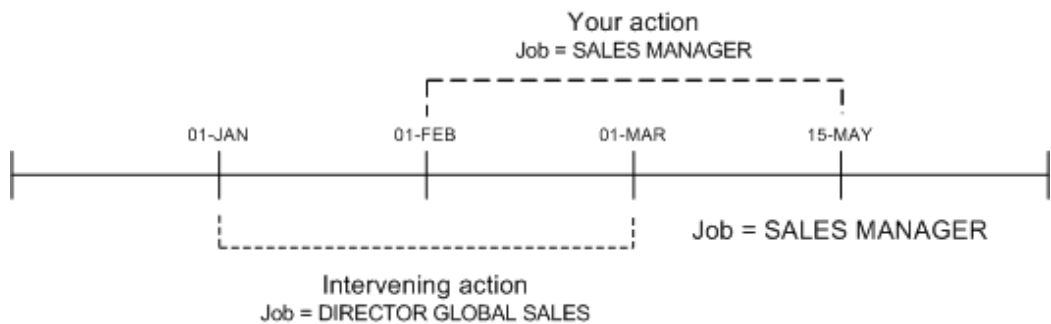 Your action
Job = SALES MANAGER
01-JAN 01-FEB 01-MAR 15-MAY
Job = SALES MANAGER
Intervening action
Job = DIRECTOR GLOBAL SALES